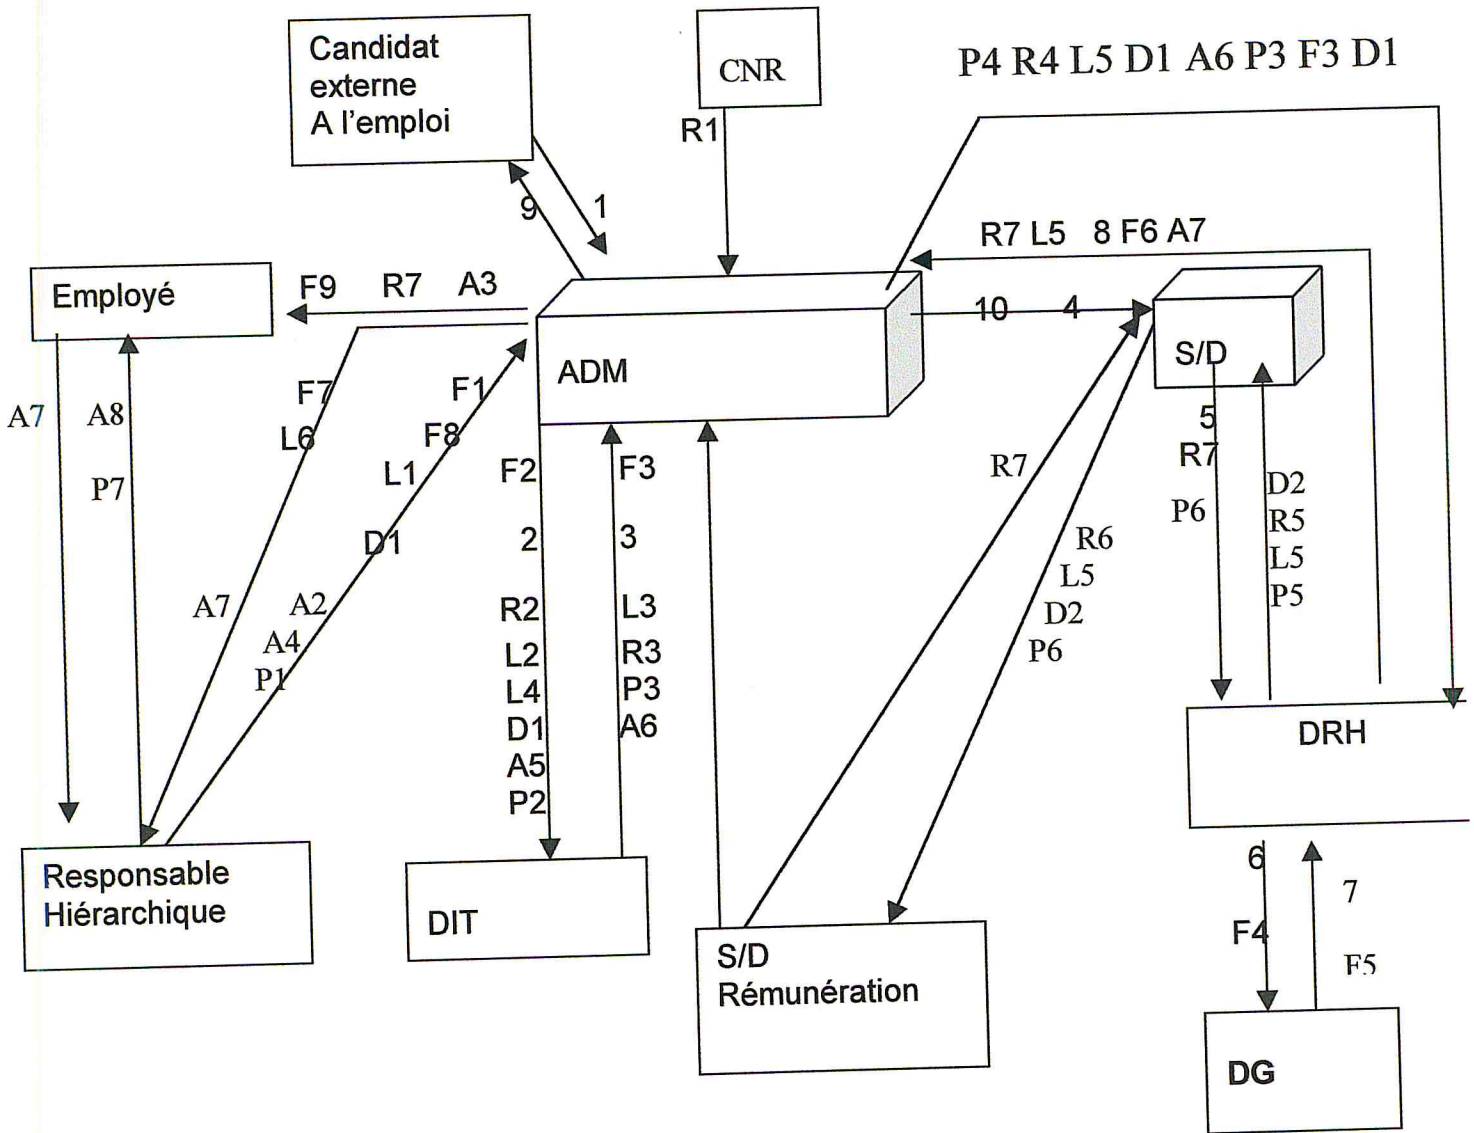 Candidat
externe
A l'emploi
CNR
P4 R4 L5 D1 A6 P3 F3 D1
R1
9
1
R7 L5 8 F6 A7
Employé
F9 R7 A3
10 4
ADM
S/D
A7
A8
P7
F7
L6
F1
F8
L1
D1
A7
A2
A4
P1
F2
2
R2
L2
L4
D1
A5
P2
F3
3
L3
R3
P3
A6
R7
R6
L5
D2
P6
5
R7
P6
D2
R5
L5
P5
DRH
Responsable
Hiérarchique
DIT
S/D
Rémunération
6
F4
7
F5
DG